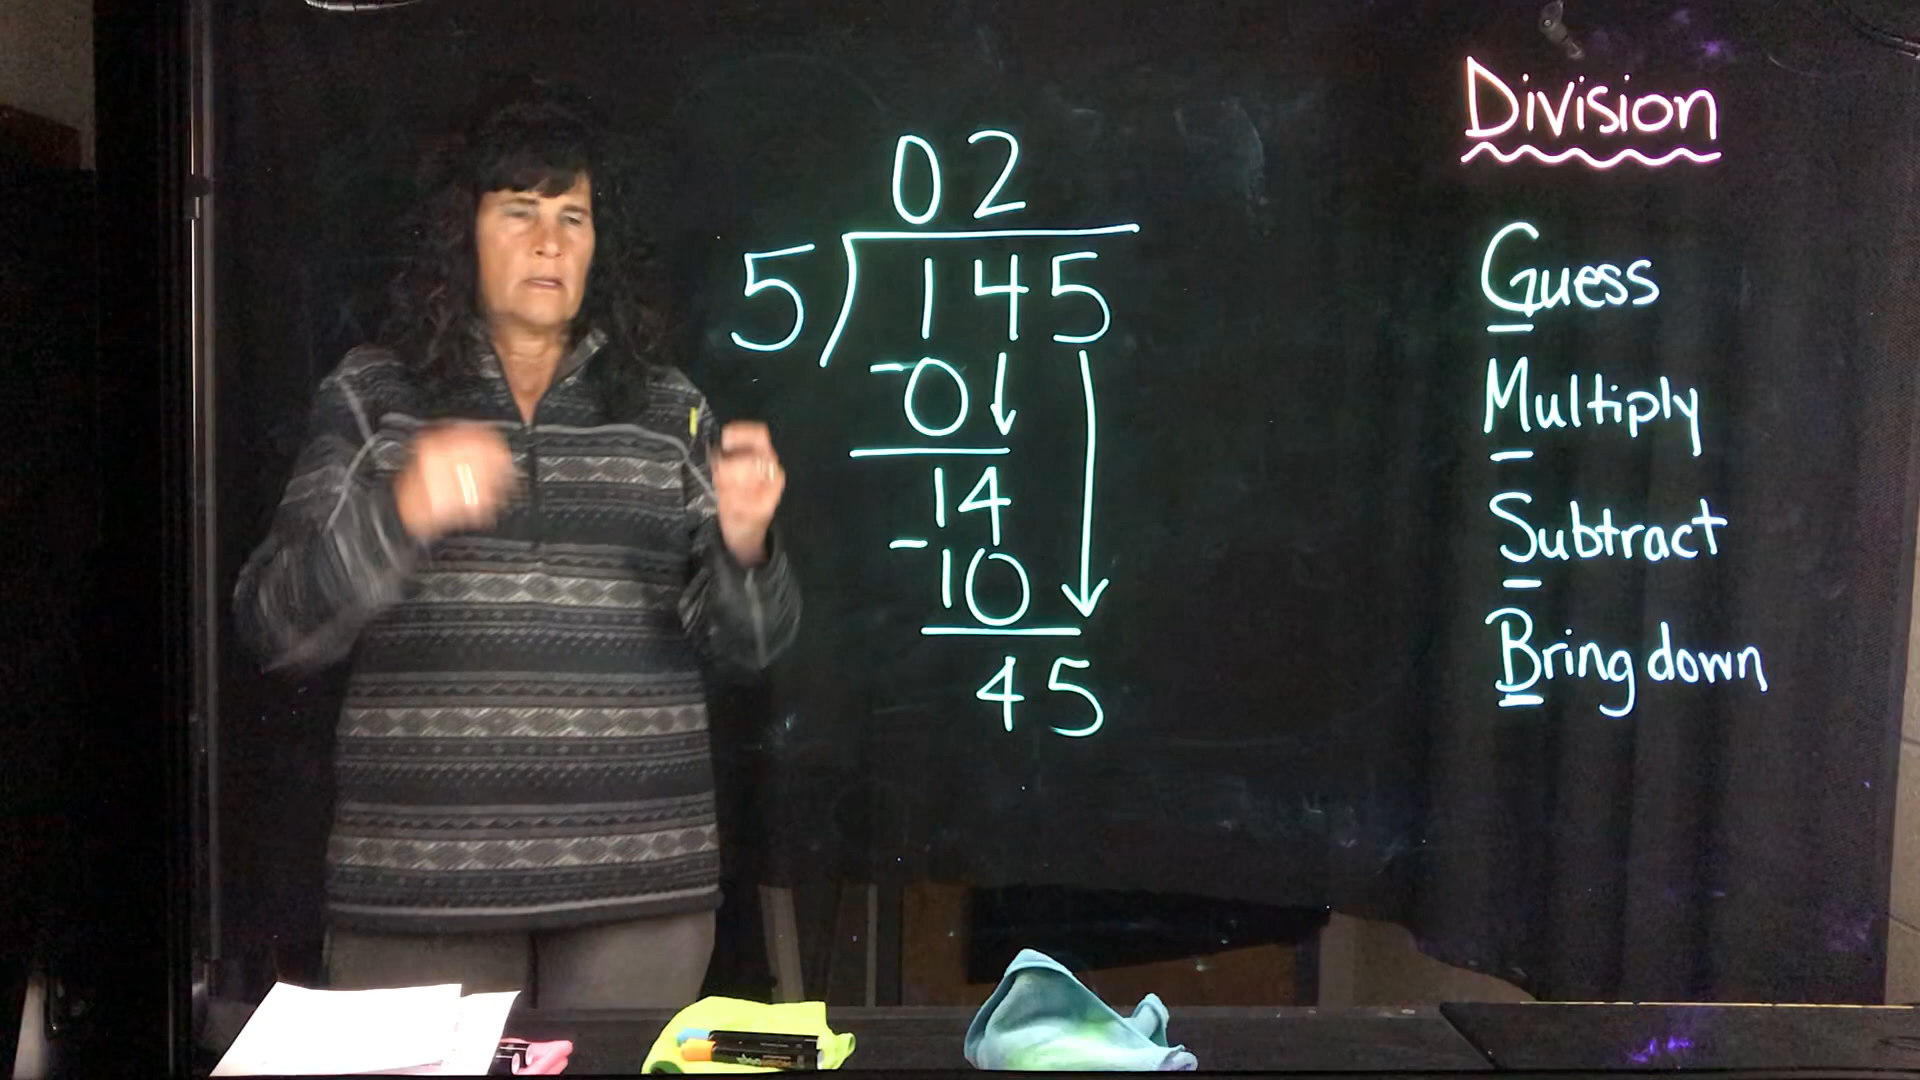 Division
02
5)145
-0
14
-10
45
Guess
Multiply
Subtract
Bring down